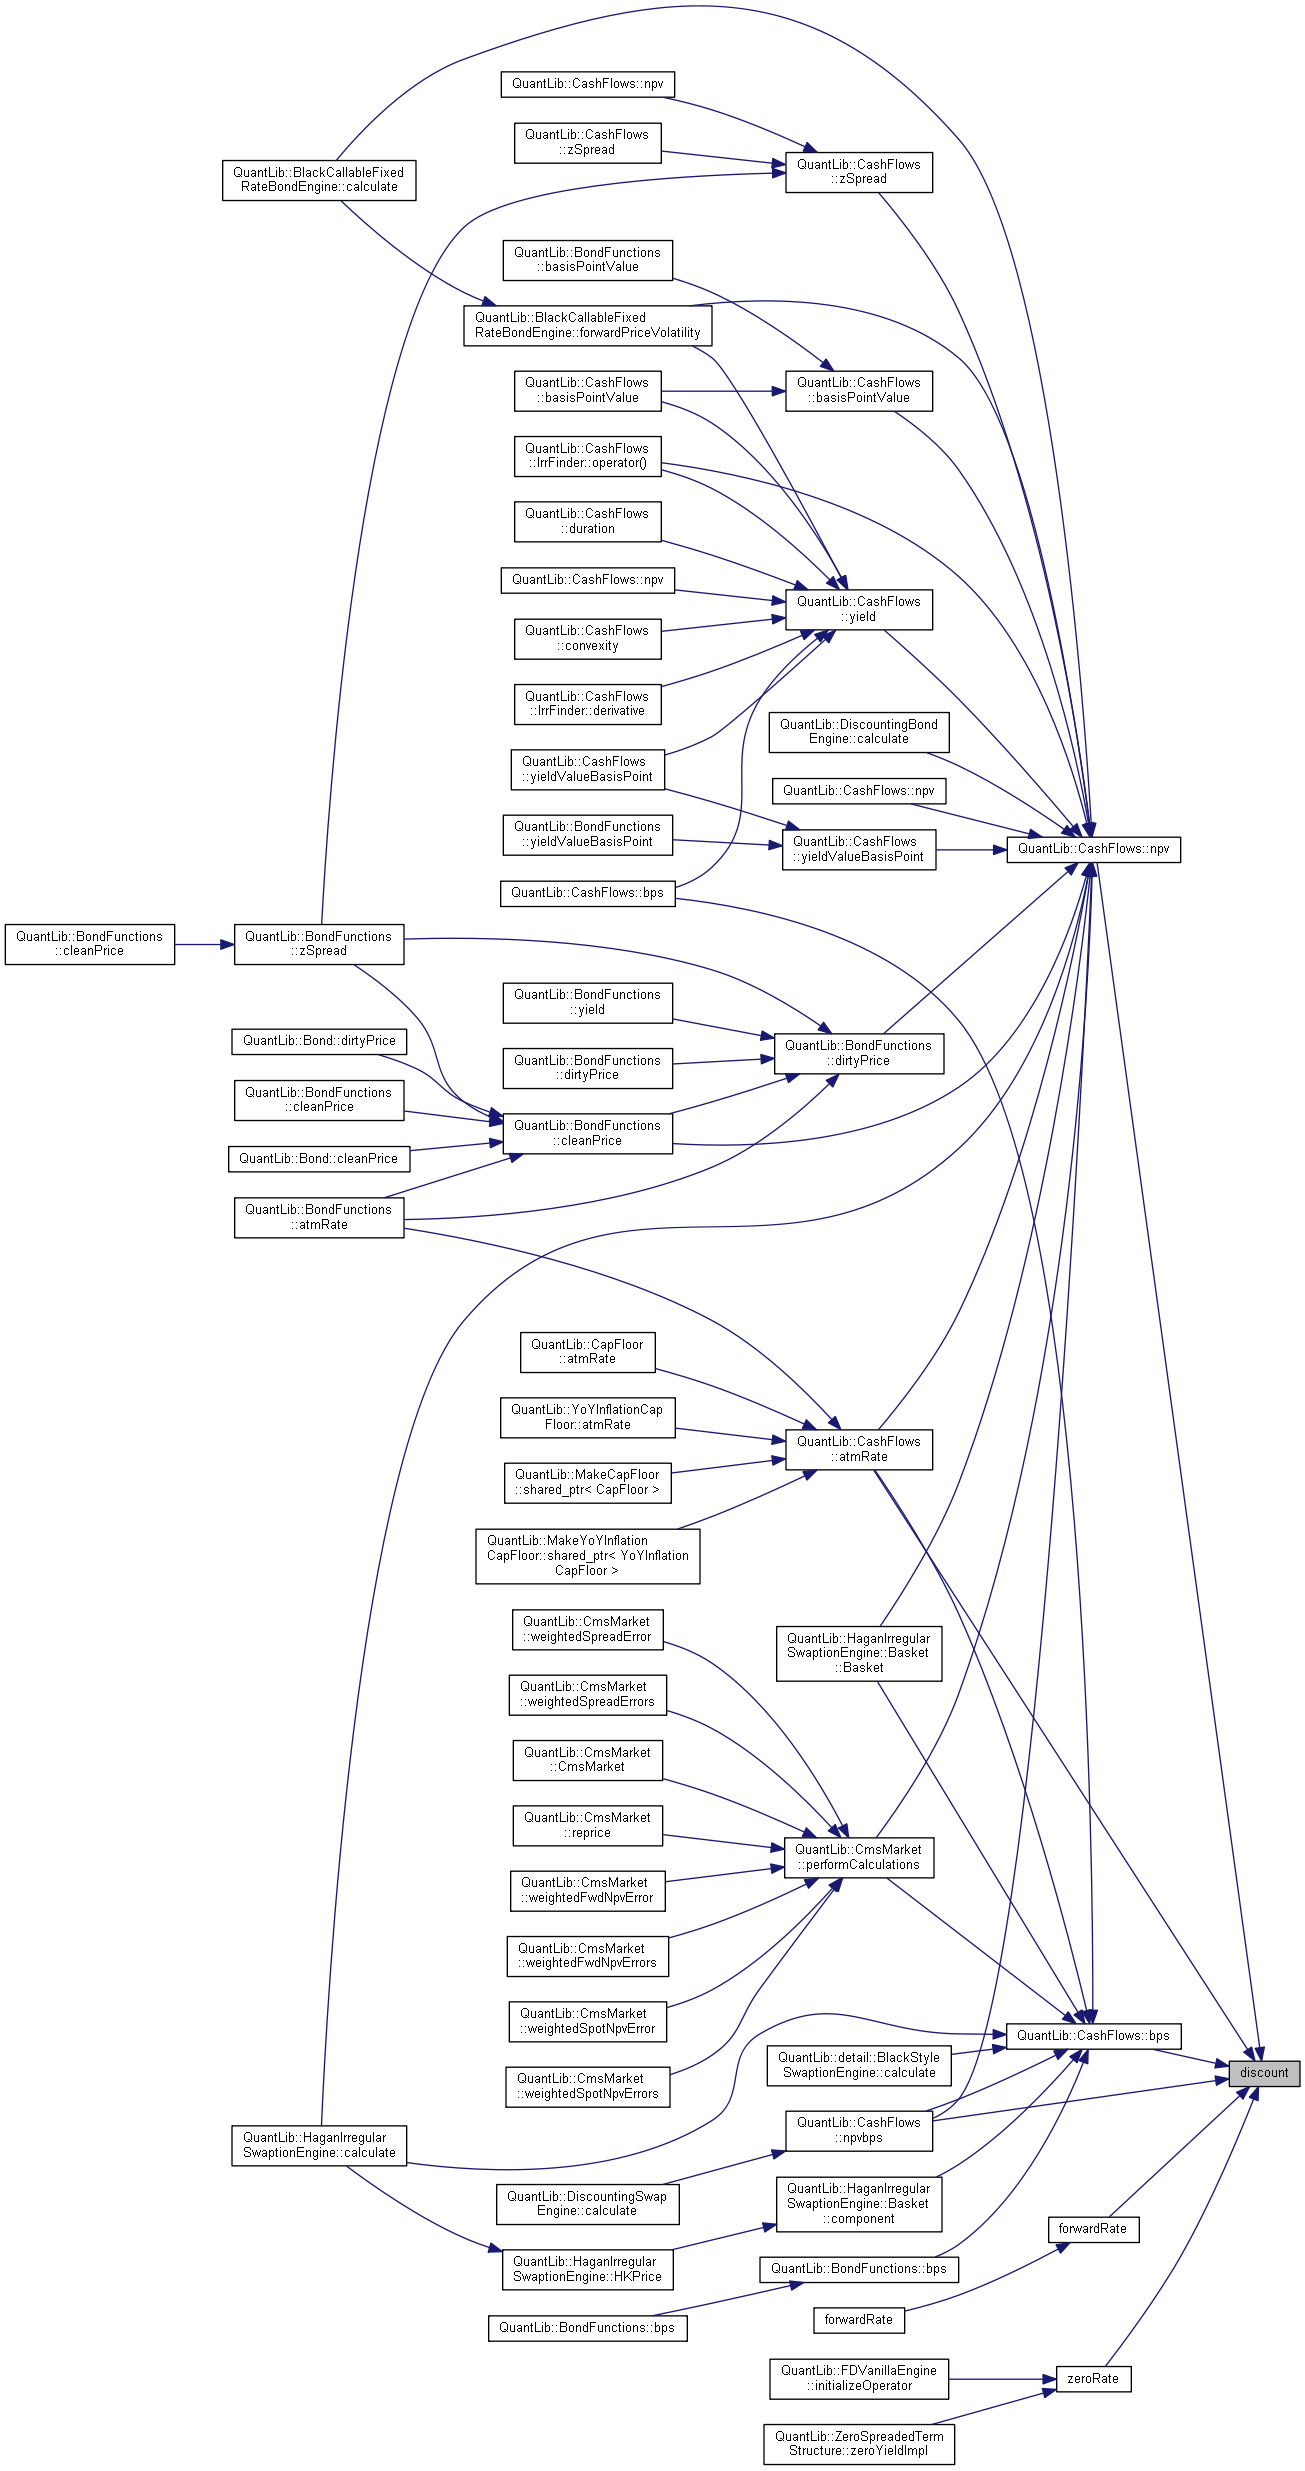 QuantLib::CashFlows::npv
QuantLib::CashFlows
::zSpread
QuantLib::CashFlows
::zSpread
QuantLib::BlackCallableFixed
RateBondEngine::calculate
QuantLib::BondFunctions
::basisPointValue
QuantLib::BlackCallableFixed
RateBondEngine::forwardPriceVolatility
QuantLib::CashFlows
::basisPointValue
QuantLib::CashFlows
::basisPointValue
QuantLib::CashFlows
::IrrFinder::operator()
QuantLib::CashFlows
::duration
QuantLib::CashFlows::npv
QuantLib::CashFlows
::yield
QuantLib::CashFlows
::convexity
QuantLib::CashFlows
::IrrFinder::derivative
QuantLib::DiscountingBond
Engine::calculate
QuantLib::CashFlows
::yieldValueBasisPoint
QuantLib::CashFlows::npv
QuantLib::BondFunctions
::yieldValueBasisPoint
QuantLib::CashFlows
::yieldValueBasisPoint
QuantLib::CashFlows::npv
QuantLib::CashFlows::bps
QuantLib::BondFunctions
::cleanPrice
QuantLib::BondFunctions
::zSpread
QuantLib::BondFunctions
::yield
QuantLib::Bond::dirtyPrice
QuantLib::BondFunctions
::dirtyPrice
QuantLib::BondFunctions
::dirtyPrice
QuantLib::BondFunctions
::cleanPrice
QuantLib::BondFunctions
::cleanPrice
QuantLib::Bond::cleanPrice
QuantLib::BondFunctions
::atmRate
QuantLib::CapFloor
::atmRate
QuantLib::YoYInflationCap
Floor::atmRate
QuantLib::CashFlows
::atmRate
QuantLib::MakeCapFloor
::shared_ptr< CapFloor >
QuantLib::MakeYoYInflation
CapFloor::shared_ptr< YoYInflation
CapFloor >
QuantLib::CmsMarket
::weightedSpreadError
QuantLib::HaganIrregular
SwaptionEngine::Basket
::Basket
QuantLib::CmsMarket
::weightedSpreadErrors
QuantLib::CmsMarket
::CmsMarket
QuantLib::CmsMarket
::reprice
QuantLib::CmsMarket
::performCalculations
QuantLib::CmsMarket
::weightedFwdNpvError
QuantLib::CmsMarket
::weightedFwdNpvErrors
QuantLib::CmsMarket
::weightedSpotNpvError
QuantLib::CashFlows::bps
QuantLib::detail::BlackStyle
SwaptionEngine::calculate
discount
QuantLib::CmsMarket
::weightedSpotNpvErrors
QuantLib::CashFlows
::npvbps
QuantLib::HaganIrregular
SwaptionEngine::calculate
QuantLib::DiscountingSwap
Engine::calculate
QuantLib::HaganIrregular
SwaptionEngine::Basket
::component
forwardRate
QuantLib::HaganIrregular
SwaptionEngine::HKPrice
QuantLib::BondFunctions::bps
forwardRate
QuantLib::BondFunctions::bps
QuantLib::FDVanillaEngine
::initializeOperator
zeroRate
QuantLib::ZeroSpreadedTerm
Structure::zeroYieldImpl